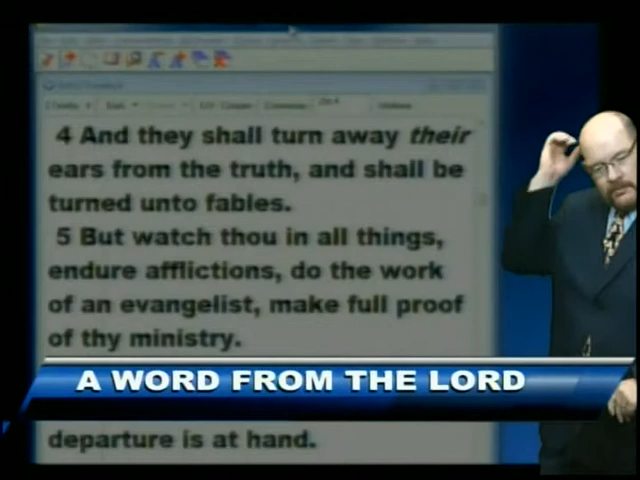 4 And they shall turn away their
ears from the truth, and shall be
turned unto fables.
5 But watch thou in all things,
endure afflictions, do the work
of an evangelist, make full proof
of thy ministry.
A WORD FROM THE LORD
departure is at hand.